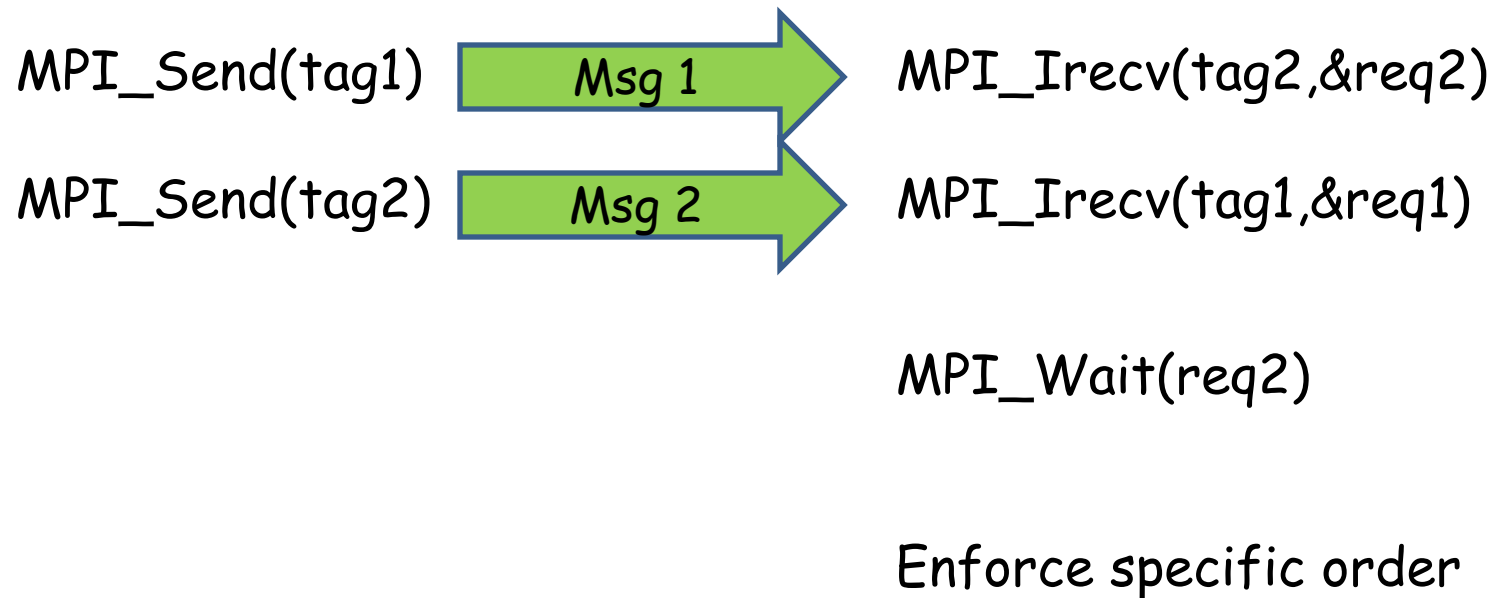 MPI_Send(tag1) Msg 1 MPI_Irecv(tag2,&req2)
MPI_Send(tag2) Msg 2 MPI_Irecv(tag1,&req1)
MPI_Wait(req2)
Enforce specific order